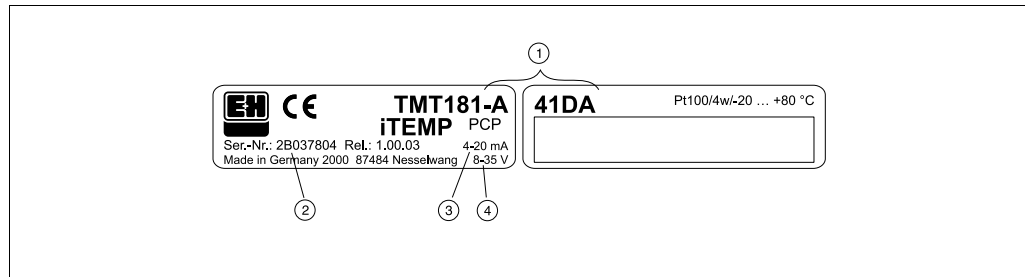 1
E+H CE TMT181-A
iTEMP PCP
Ser.-Nr.: 2B037804 Rel.: 1.00.03 4-20 mA
Made in Germany 2000 87484 Nesselwang 8-35 V
41DA Pt100/4w/-20 ... +80 °C
2 3 4